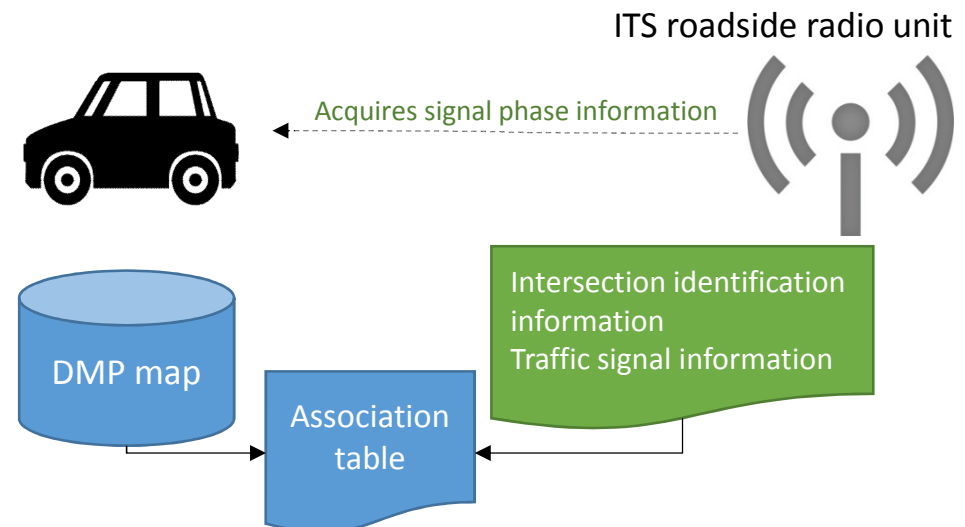 ITS roadside radio unit
Acquires signal phase information
Intersection identification
information
Traffic signal information
DMP map
Association
table